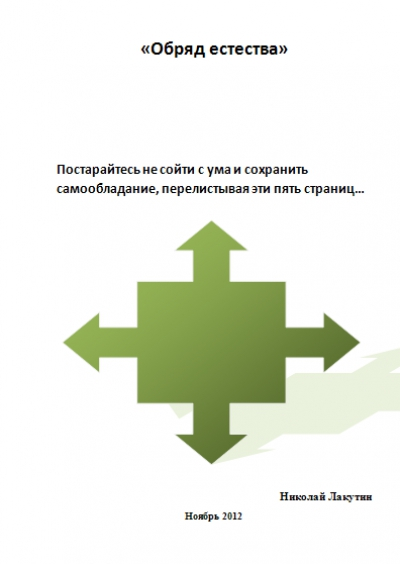 «Обряд естества»
Постарайтесь не сойти с ума и сохранить
самообладание, перелистывая эти пять страниц…
Николай Лакутин
Ноябрь 2012